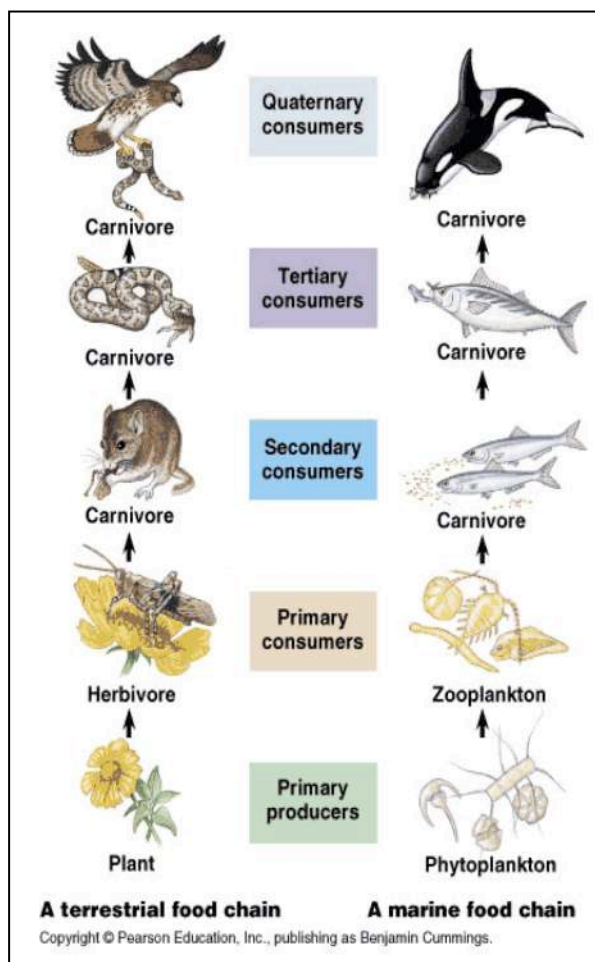 Quaternary
consumers
Carnivore
Carnivore
Tertiary
consumers
Carnivore
Carnivore
Secondary
consumers
Carnivore
Carnivore
Primary
consumers
Herbivore
Zooplankton
Primary
producers
Plant
Phytoplankton
A terrestrial food chain
A marine food chain
Copyright © Pearson Education, Inc., publishing as Benjamin Cummings.